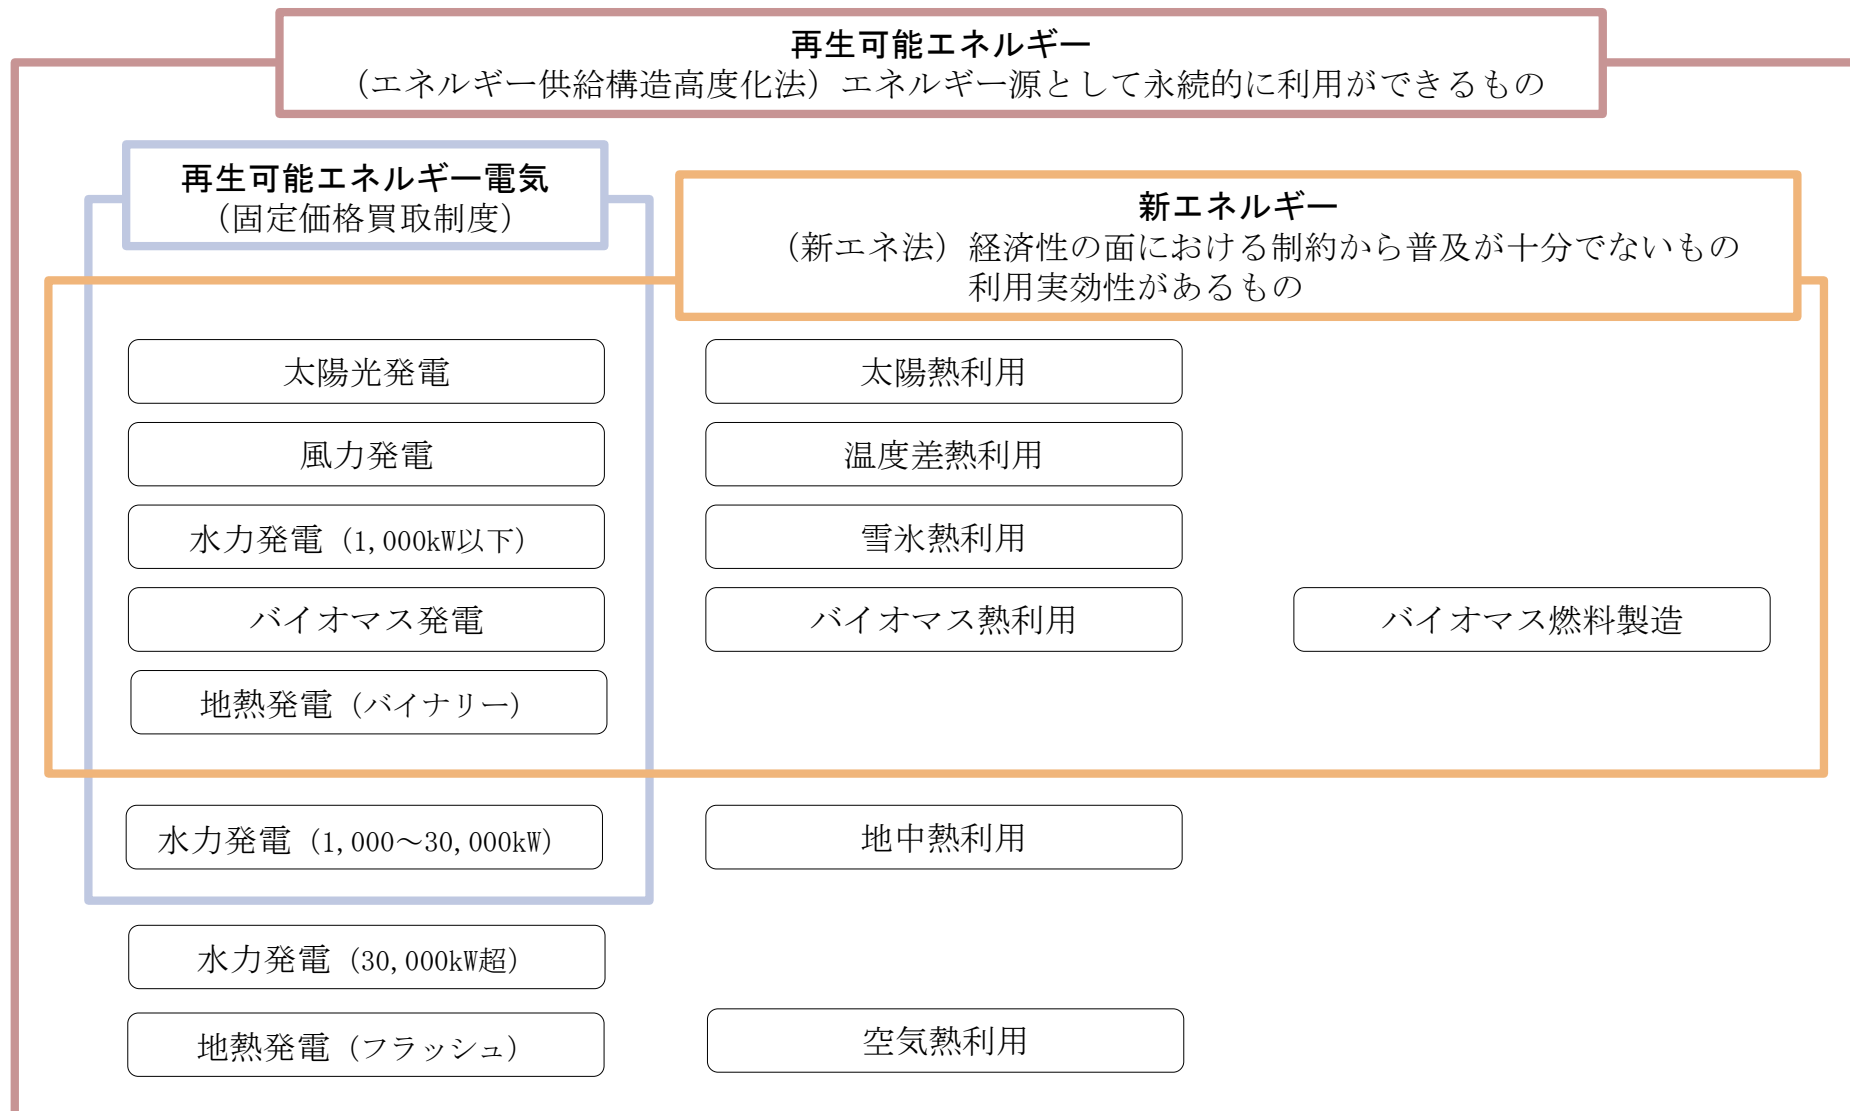 再生可能エネルギー
（エネルギー供給構造高度化法）エネルギー源として永続的に利用ができるもの
再生可能エネルギー電気
（固定価格買取制度）
新エネルギー
（新エネ法）経済性の面における制約から普及が十分でないもの
利用実効性があるもの
太陽光発電
太陽熱利用
風力発電
温度差熱利用
水力発電（1,000kW以下）
雪氷熱利用
バイオマス発電
バイオマス熱利用
バイオマス燃料製造
地熱発電（バイナリー）
水力発電（1,000～30,000kW）
地中熱利用
水力発電（30,000kW超）
地熱発電（フラッシュ）
空気熱利用